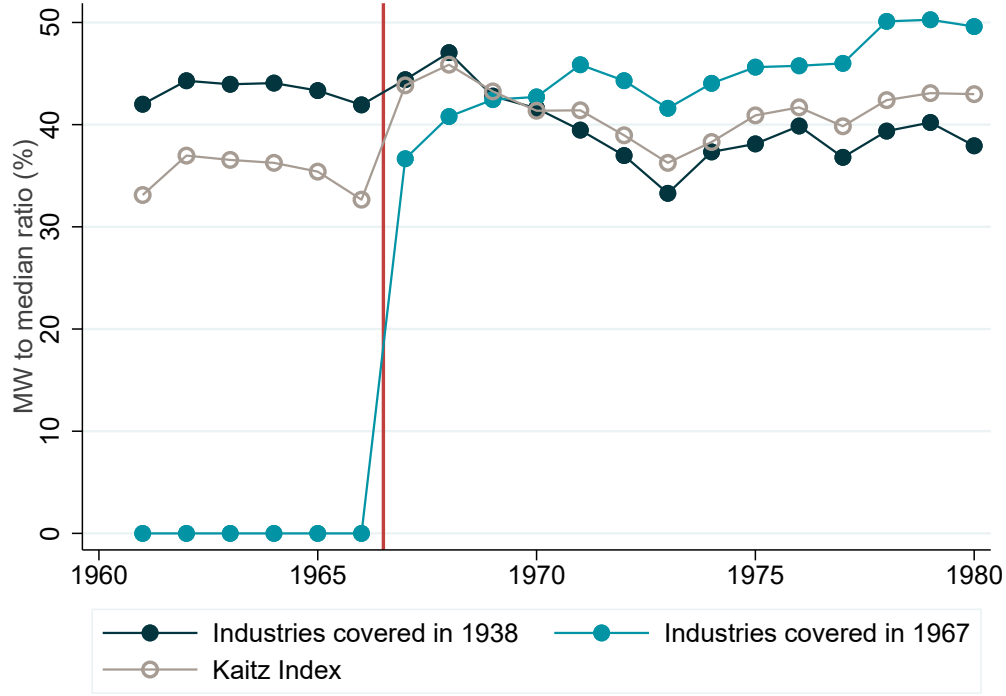 MW to median ratio (%)
50
40
30
20
10
0
1960 1965 1970 1975 1980
Industries covered in 1938 Industries covered in 1967
Kaitz Index